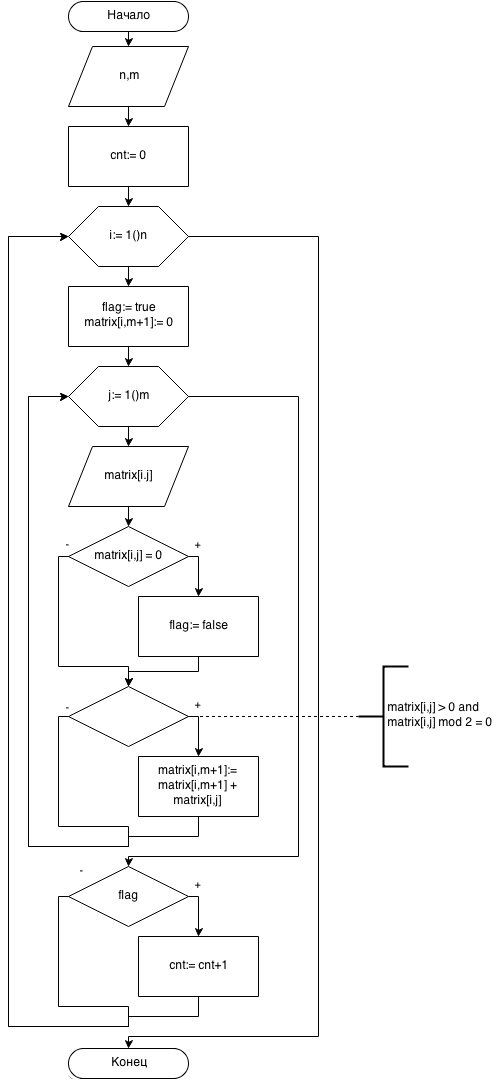 Начало
n,m
cnt:= 0
i:= 1()n
flag:= true
matrix[i,m+1]:= 0
j:= 1()m
matrix[i.j]
-
matrix[i,j] = 0
+
flag:= false
-
+
matrix[i,j] > 0 and
matrix[i,j] mod 2 = 0
matrix[i,m+1]:=
matrix[i,m+1] +
matrix[i,j]
-
flag
+
cnt:= cnt+1
Конец